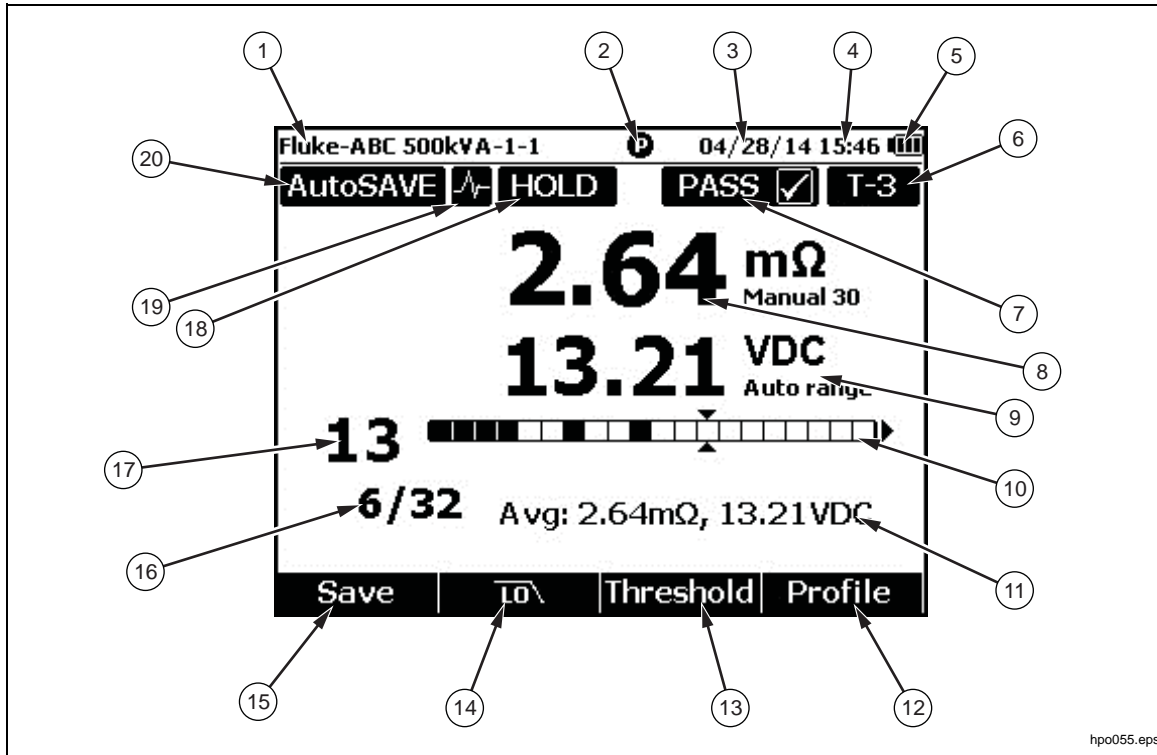 1 2 3 4 5
Fluke-ABC 500kVA-1-1 P 04/28/14 15:46
20 6
AutoSAVE HOLD PASS T-3
2.64 mΩ
Manual 30
19 7
18
8
13.21 VDC
Auto range
9
17 13
10
6/32 Avg: 2.64mΩ, 13.21VDC
16 11
Save LO Threshold Profile
15 14 13 12
hpo055.eps